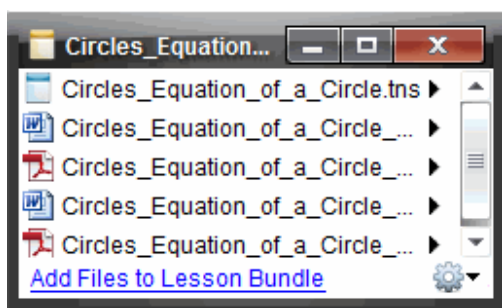 Circles_Equation...
Circles_Equation_of_a_Circle.tns
Circles_Equation_of_a_Circle_...
Circles_Equation_of_a_Circle_...
Circles_Equation_of_a_Circle_...
Circles_Equation_of_a_Circle_...
Add Files to Lesson Bundle